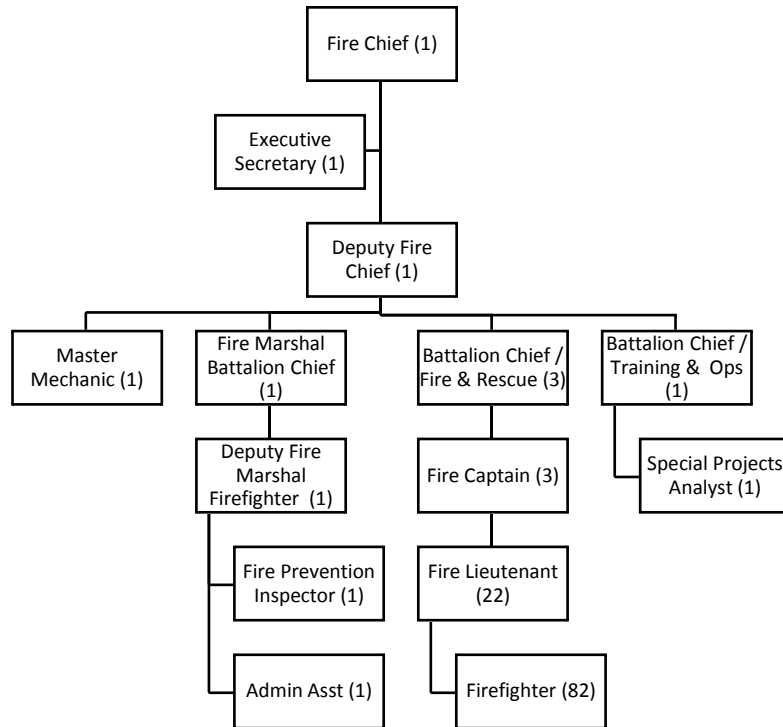 Fire Chief (1)
Executive
Secretary (1)
Deputy Fire
Chief (1)
Master
Mechanic (1)
Fire Marshal
Battalion Chief
(1)
Battalion Chief /
Fire & Rescue (3)
Battalion Chief /
Training & Ops
(1)
Deputy Fire
Marshal
Firefighter (1)
Fire Captain (3)
Special Projects
Analyst (1)
Fire Prevention
Inspector (1)
Fire Lieutenant
(22)
Admin Asst (1)
Firefighter (82)